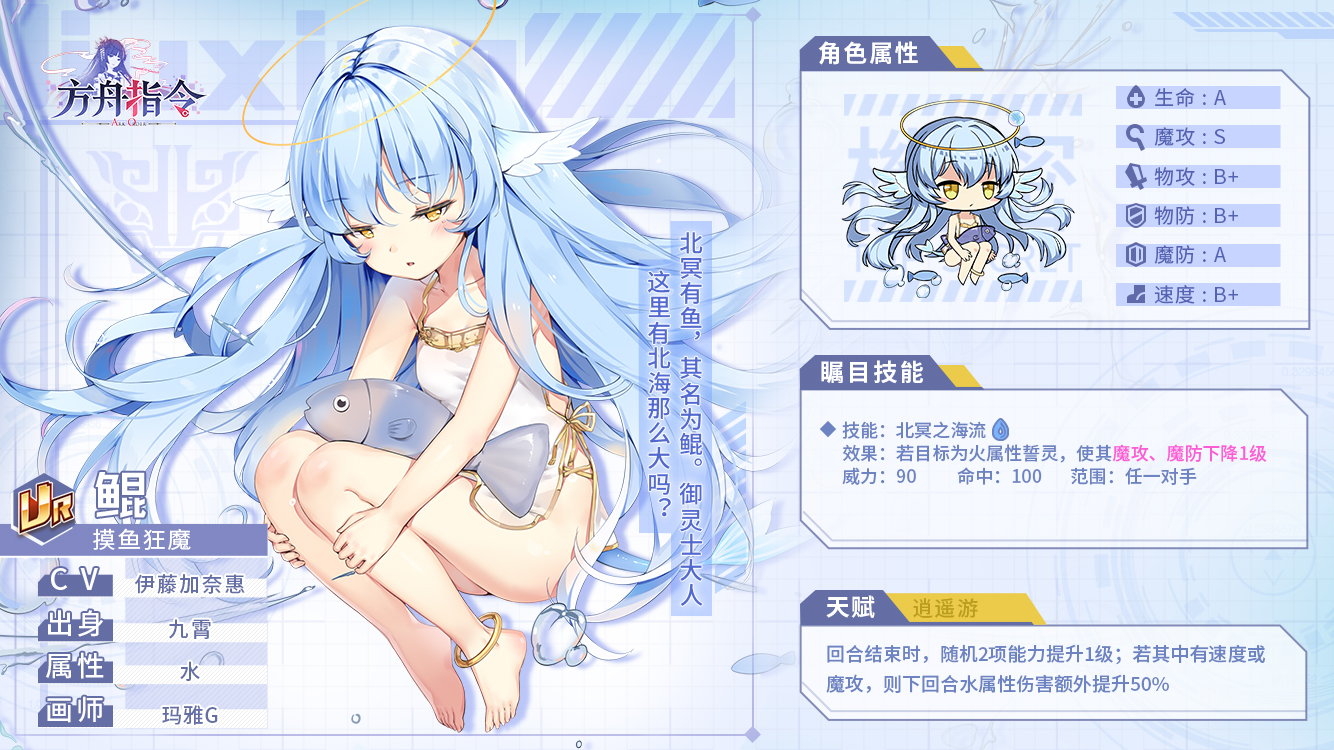 方舟指令
ARK ORDER
北冥有鱼，其名为鲲。御灵士大人
这里有北海那么大吗？
UR
鲲
摸鱼狂魔
CV 伊藤加奈惠
出身 九霄
属性 水
画师 玛雅G
角色属性
生命：A
魔攻：S
物攻：B+
物防：B+
魔防：A
速度：B+
瞩目技能
技能：北冥之海流
效果：若目标为火属性誓灵，使其魔攻、魔防下降1级
威力：90 命中：100 范围：任一对手
天赋 逍遥游
回合结束时，随机2项能力提升1级；若其中有速度或
魔攻，则下回合水属性伤害额外提升50%